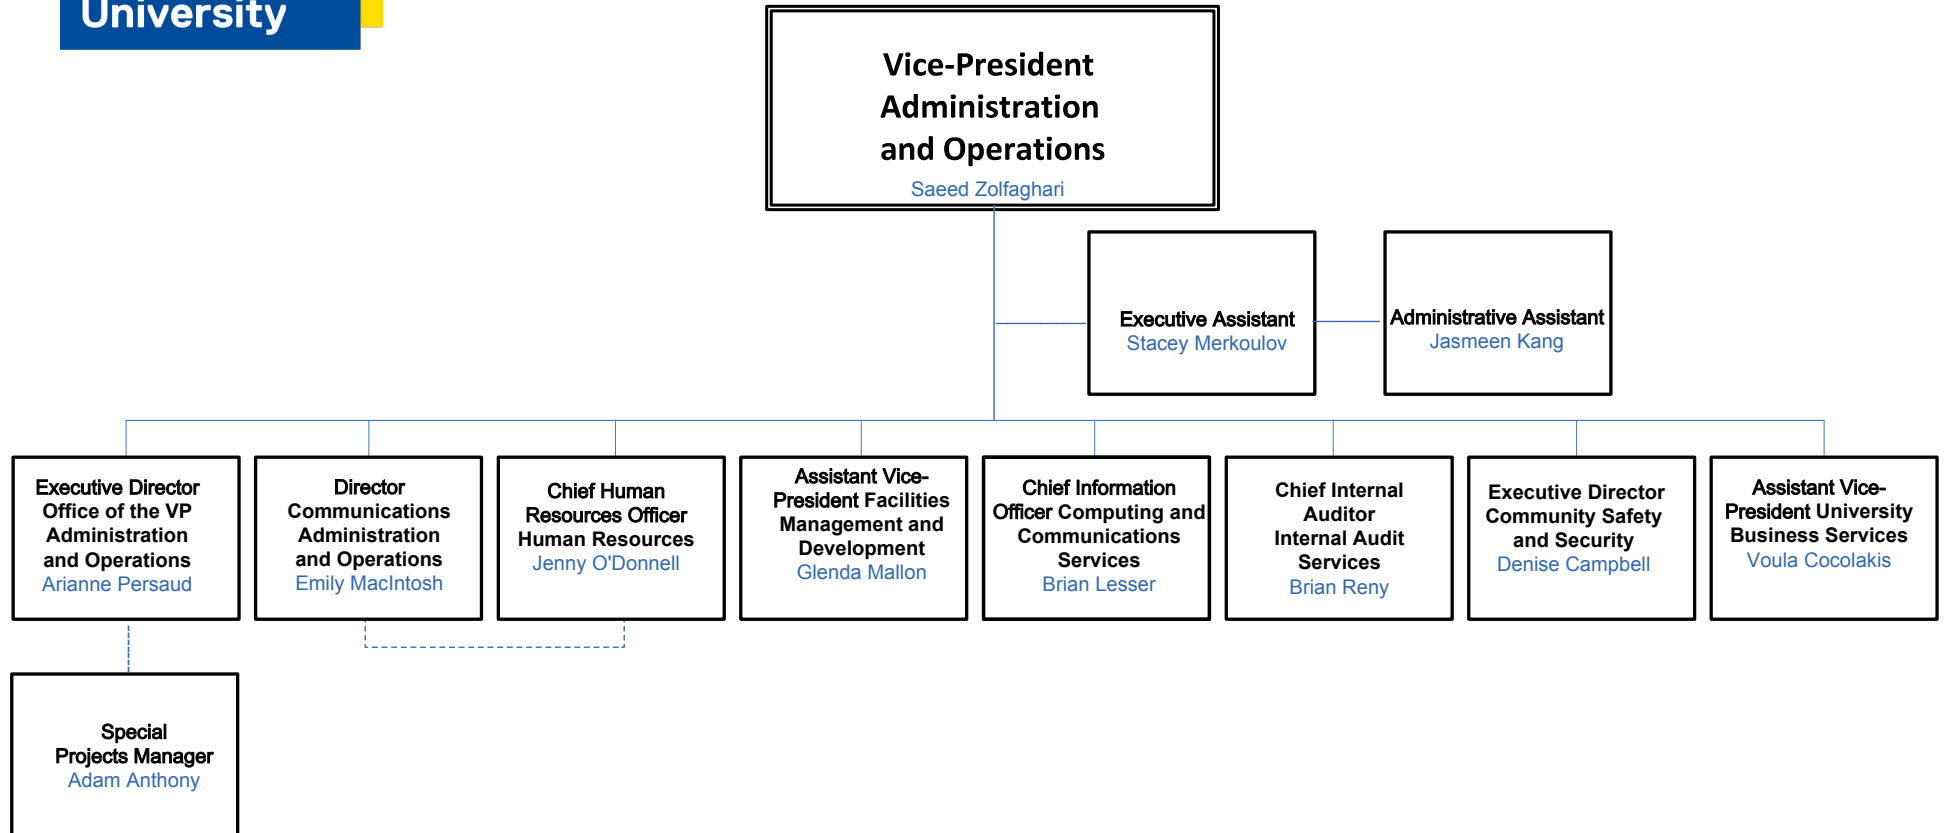 University
Vice-President
Administration
and Operations
Saeed Zolfaghari
Executive Assistant
Stacey Merkoulov
Administrative Assistant
Jasmeen Kang
Executive Director
Office of the VP
Administration
and Operations
Arianne Persaud
Director
Communications
Administration
and Operations
Emily MacIntosh
Chief Human
Resources Officer
Human Resources
Jenny O'Donnell
Assistant Vice-
President Facilities
Management and
Development
Glenda Mallon
Chief Information
Officer Computing and
Communications
Services
Brian Lesser
Chief Internal
Auditor
Internal Audit
Services
Brian Reny
Executive Director
Community Safety
and Security
Denise Campbell
Assistant Vice-
President University
Business Services
Voula Cocolakis
Special
Projects Manager
Adam Anthony